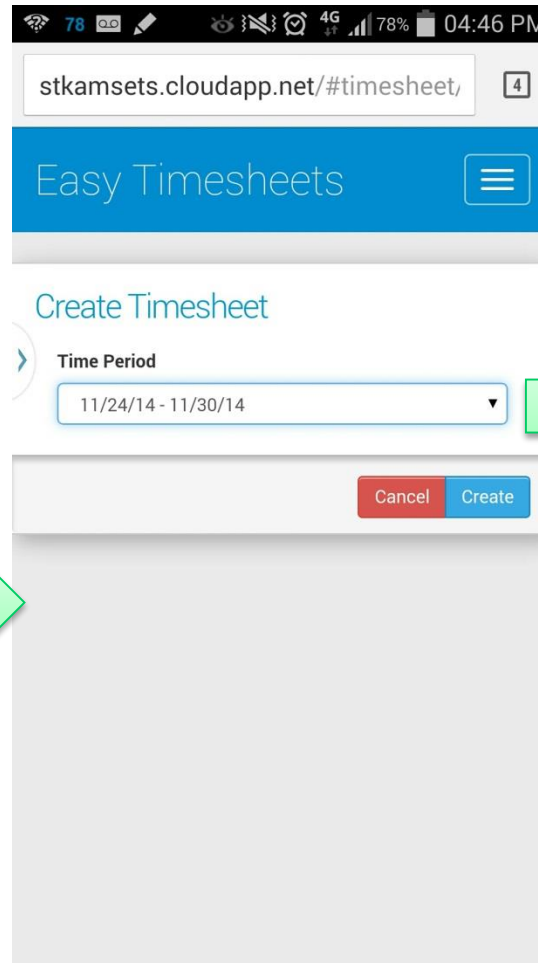 78 4G 78% 04:46 PM
stkamsets.cloudapp.net/#timesheet/ 4
Easy Timesheets
Create Timesheet
Time Period
11/24/14 - 11/30/14
Cancel Create